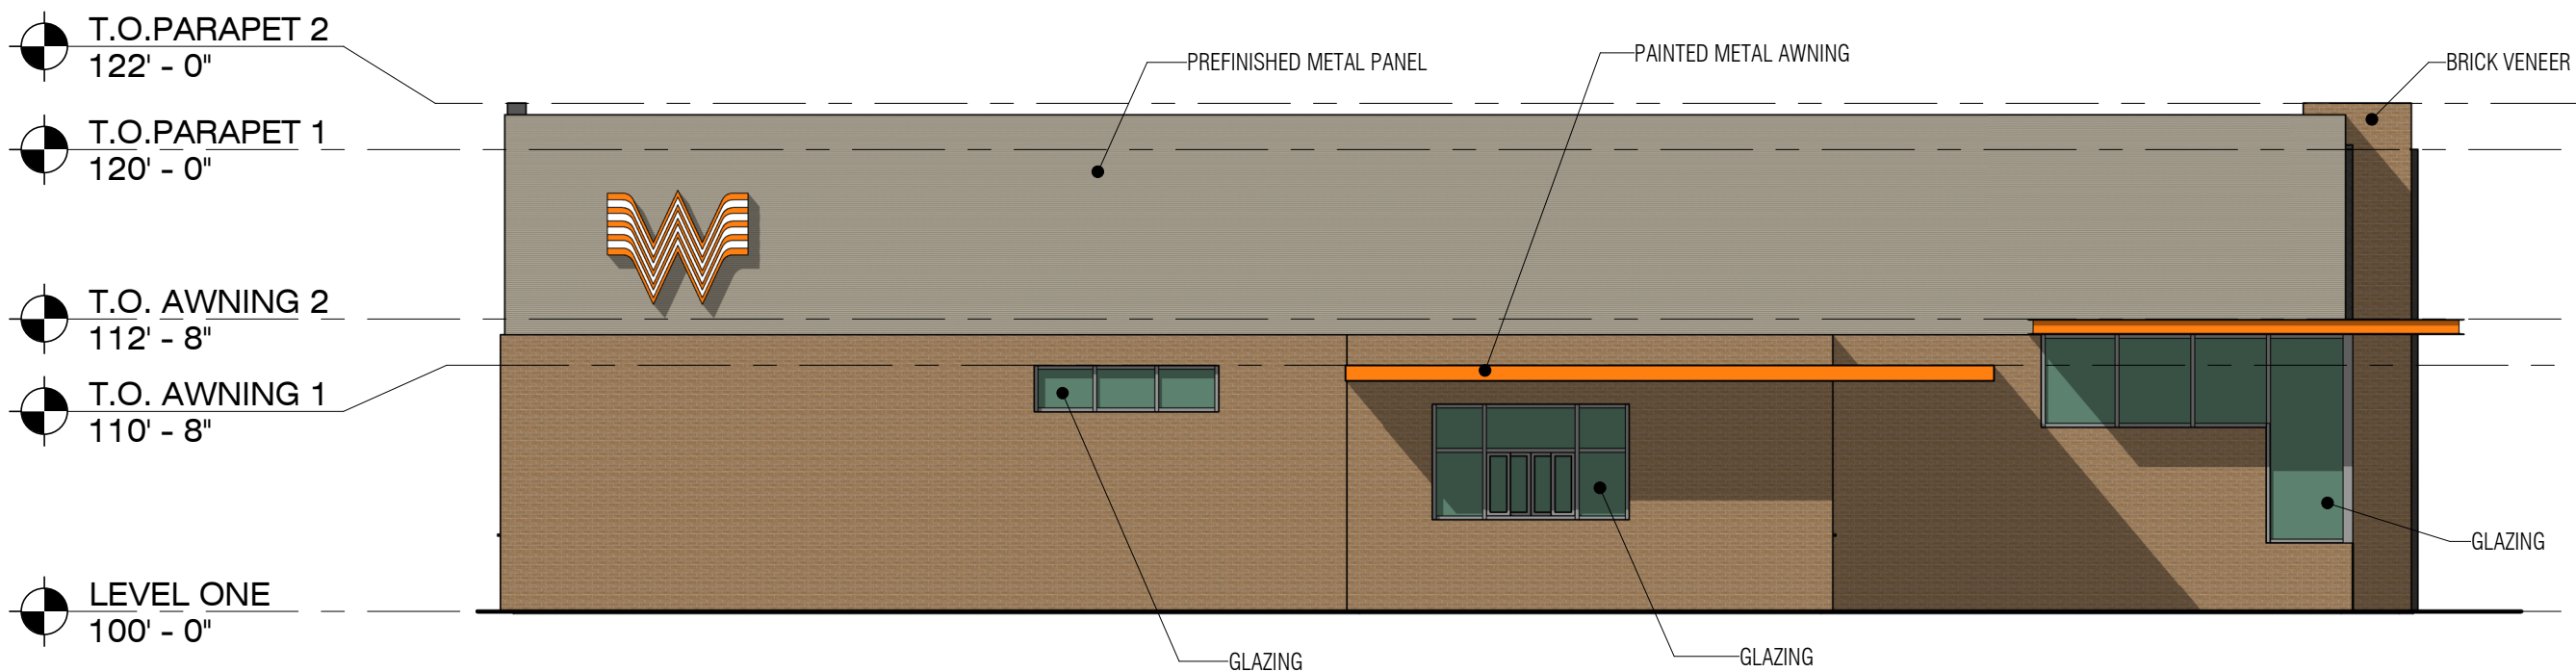 T.O.PARAPET 2
122' - 0"
T.O.PARAPET 1
120' - 0"
T.O. AWNING 2
112' - 8"
T.O. AWNING 1
110' - 8"
LEVEL ONE
100' - 0"
PREFINISHED METAL PANEL
PAINTED METAL AWNING
BRICK VENEER
W
GLAZING
GLAZING
GLAZING